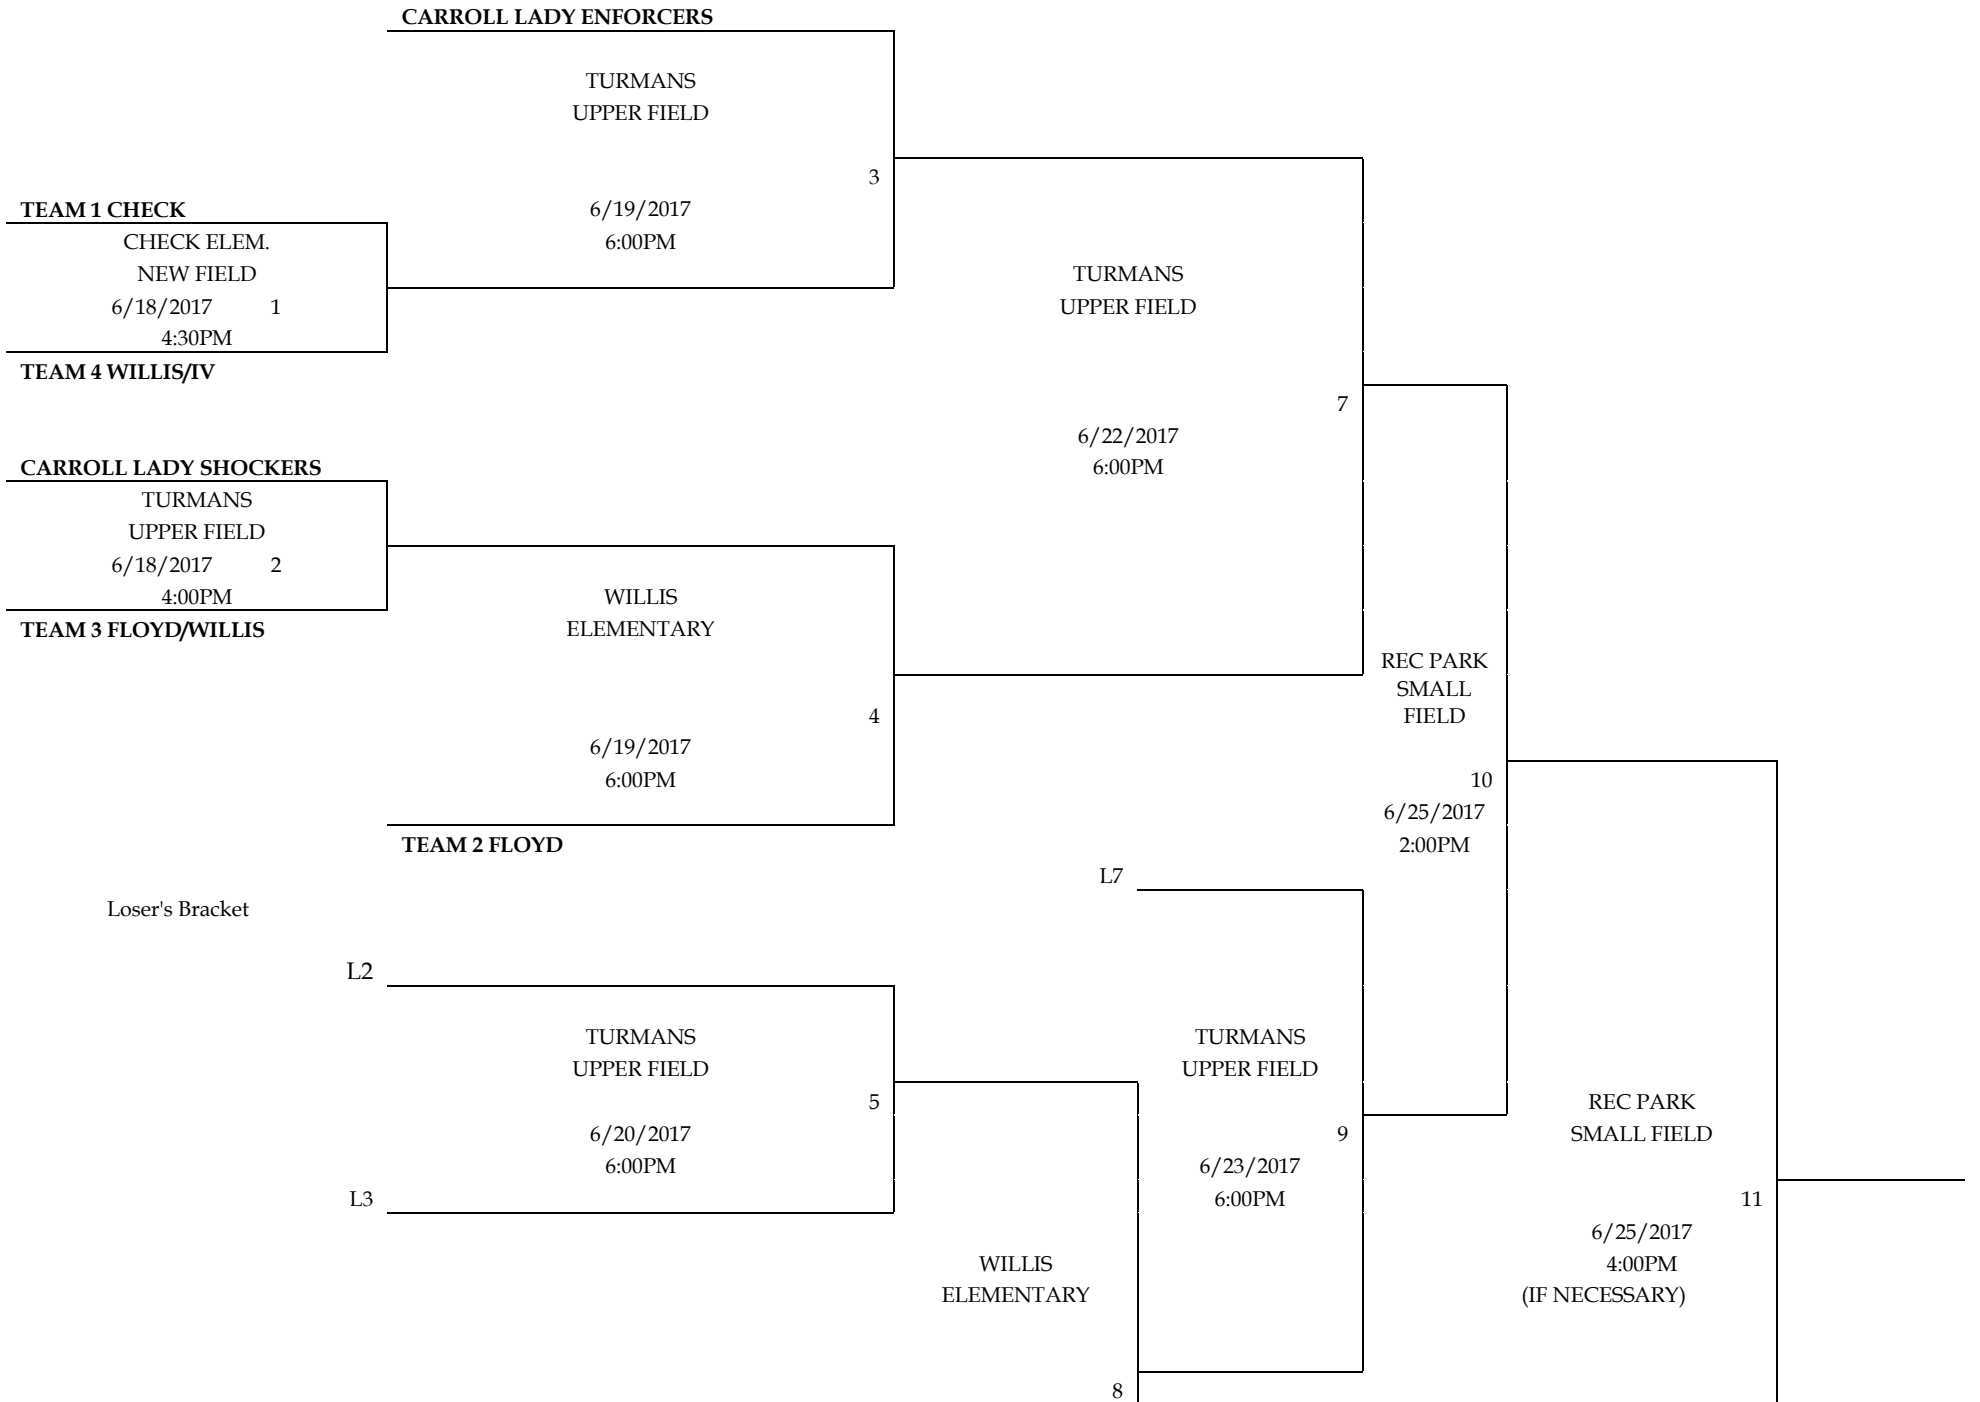 CARROLL LADY ENFORCERS
TURMANS
UPPER FIELD
3
6/19/2017
6:00PM
TEAM 1 CHECK
CHECK ELEM.
NEW FIELD
6/18/2017 1
4:30PM
TEAM 4 WILLIS/IV
TURMANS
UPPER FIELD
7
6/22/2017
6:00PM
CARROLL LADY SHOCKERS
TURMANS
UPPER FIELD
6/18/2017 2
4:00PM
TEAM 3 FLOYD/WILLIS
WILLIS
ELEMENTARY
4
6/19/2017
6:00PM
TEAM 2 FLOYD
REC PARK
SMALL
FIELD
10
6/25/2017
2:00PM
L7
Loser's Bracket
L2
TURMANS
UPPER FIELD
5
6/20/2017
6:00PM
L3
TURMANS
UPPER FIELD
9
6/23/2017
6:00PM
REC PARK
SMALL FIELD
11
6/25/2017
4:00PM
(IF NECESSARY)
WILLIS
ELEMENTARY
8